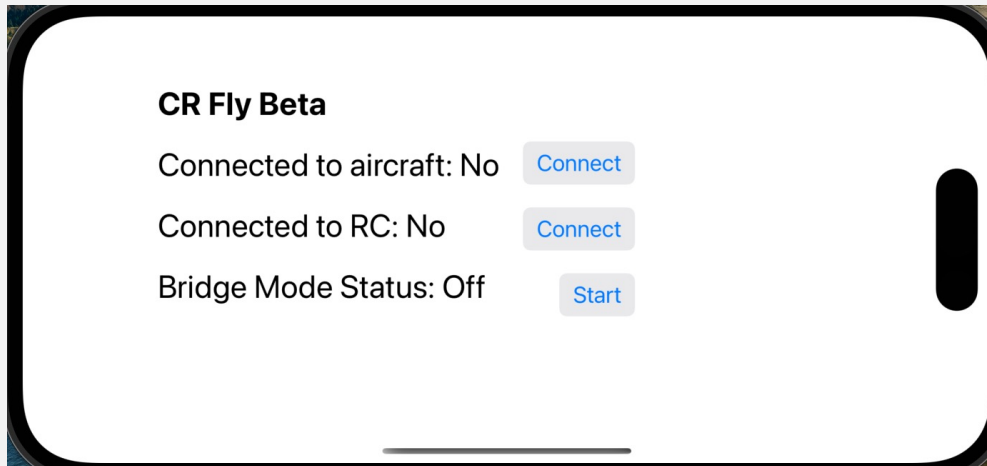 CR Fly Beta
Connected to aircraft: No Connect
Connected to RC: No Connect
Bridge Mode Status: Off Start